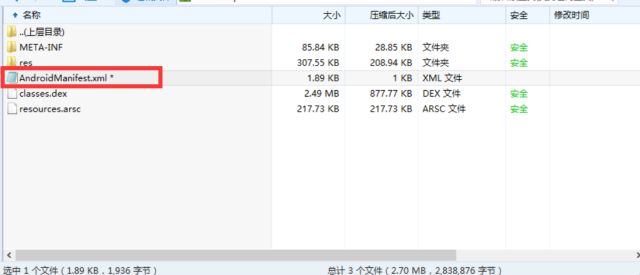 名称 大小 压缩后大小 类型 安全 修改时间
..(上层目录)
META-INF 85.84 KB 28.85 KB 文件夹 安全
res 307.55 KB 208.94 KB 文件夹 安全
AndroidManifest.xml * 1.89 KB 1 KB XML 文件
classes.dex 2.49 MB 877.77 KB DEX 文件 安全
resources.arsc 217.73 KB 217.73 KB ARSC 文件 安全
选中 1 个文件（1.89 KB，1,936 字节） 总计 3 个文件（2.70 MB，2,838,876 字节）